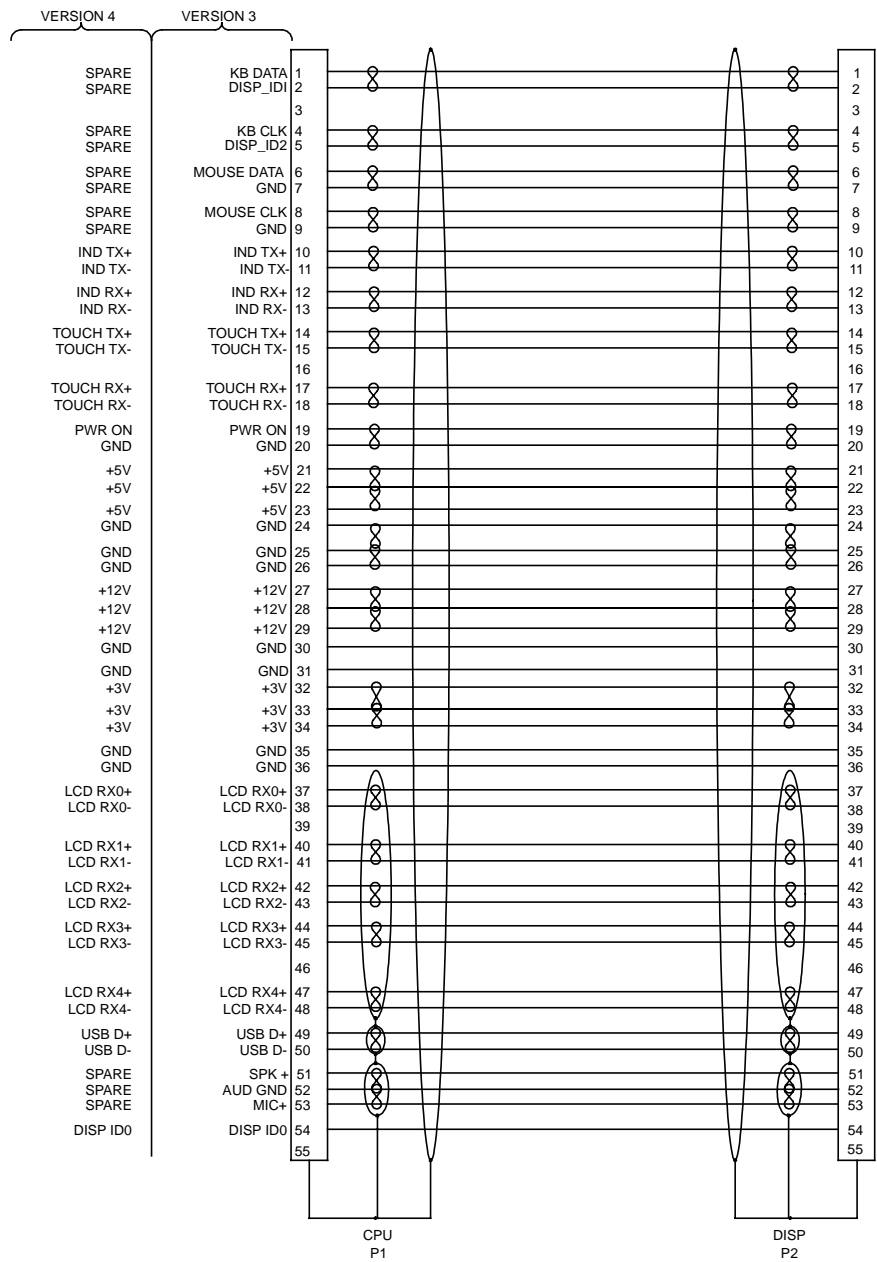 VERSION 4 VERSION 3
SPARE KB DATA 1 1
SPARE DISP_IDI 2 2
3 3
SPARE KB CLK 4 4
SPARE DISP_ID2 5 5
SPARE MOUSE DATA 6 6
SPARE GND 7 7
SPARE MOUSE CLK 8 8
SPARE GND 9 9
IND TX+ IND TX+ 10 10
IND TX- IND TX- 11 11
IND RX+ IND RX+ 12 12
IND RX- IND RX- 13 13
TOUCH TX+ TOUCH TX+ 14 14
TOUCH TX- TOUCH TX- 15 15
16 16
TOUCH RX+ TOUCH RX+ 17 17
TOUCH RX- TOUCH RX- 18 18
PWR ON PWR ON 19 19
GND GND 20 20
+5V +5V 21 21
+5V +5V 22 22
+5V +5V 23 23
GND GND 24 24
GND GND 25 25
GND GND 26 26
+12V +12V 27 27
+12V +12V 28 28
+12V +12V 29 29
GND GND 30 30
GND GND 31 31
+3V +3V 32 32
+3V +3V 33 33
+3V +3V 34 34
GND GND 35 35
GND GND 36 36
LCD RX0+ LCD RX0+ 37 37
LCD RX0- LCD RX0- 38 38
39 39
LCD RX1+ LCD RX1+ 40 40
LCD RX1- LCD RX1- 41 41
LCD RX2+ LCD RX2+ 42 42
LCD RX2- LCD RX2- 43 43
LCD RX3+ LCD RX3+ 44 44
LCD RX3- LCD RX3- 45 45
46 46
LCD RX4+ LCD RX4+ 47 47
LCD RX4- LCD RX4- 48 48
USB D+ USB D+ 49 49
USB D- USB D- 50 50
SPARE SPK + 51 51
SPARE AUD GND 52 52
SPARE MIC+ 53 53
DISP ID0 DISP ID0 54 54
55 55
CPU DISP
P1 P2